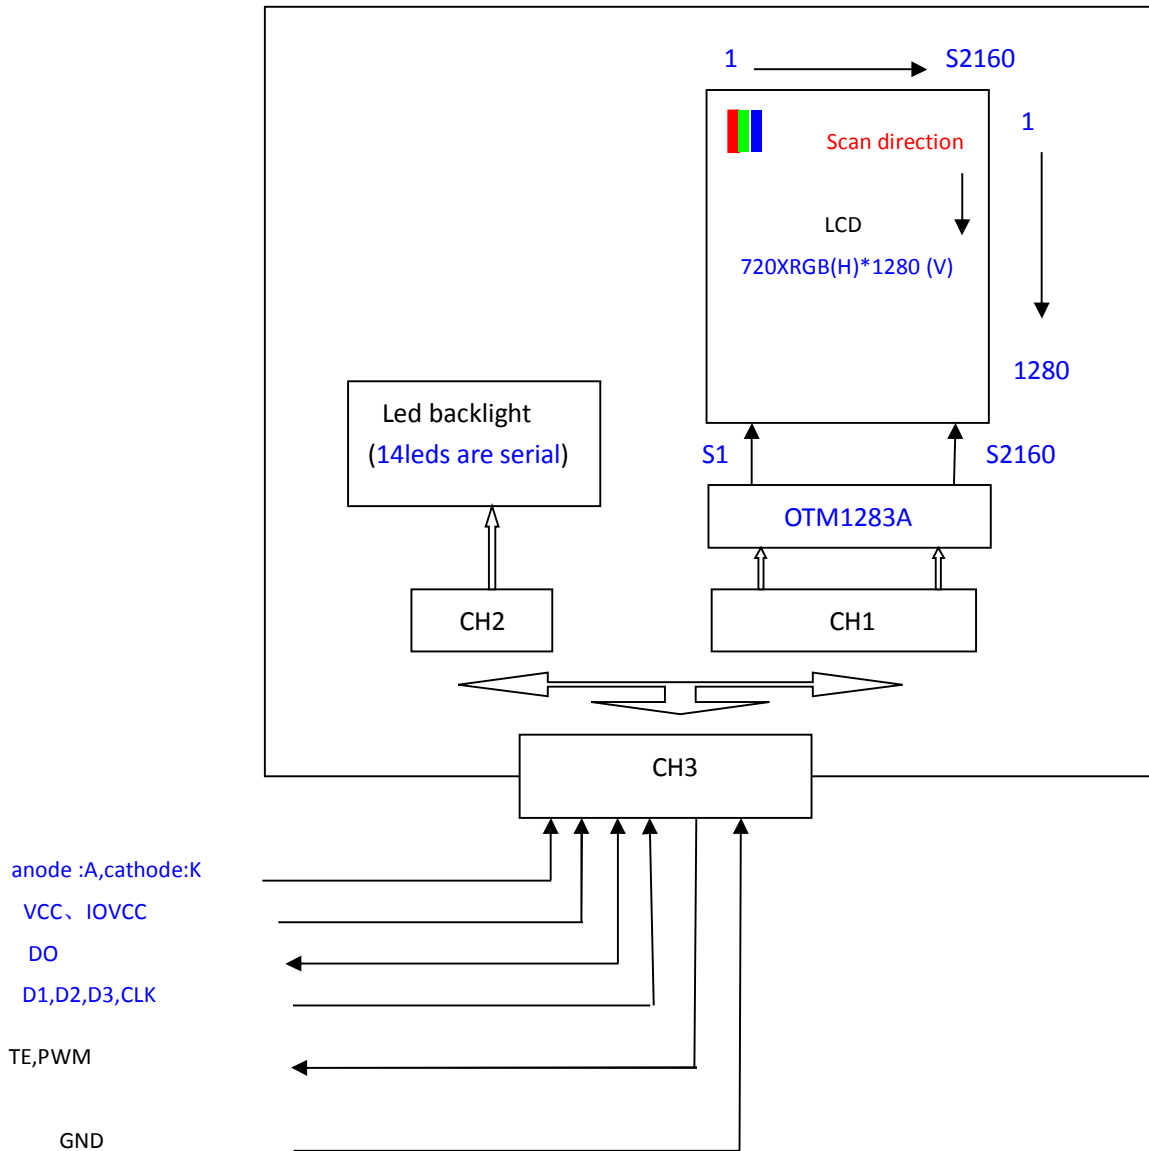 1
S2160
1
Scan direction
LCD
720XRGB(H)*1280 (V)
1280
Led backlight
(14leds are serial)
S1
S2160
OTM1283A
CH2
CH1
CH3
anode :A,cathode:K
VCC、IOVCC
DO
D1,D2,D3,CLK
TE,PWM
GND